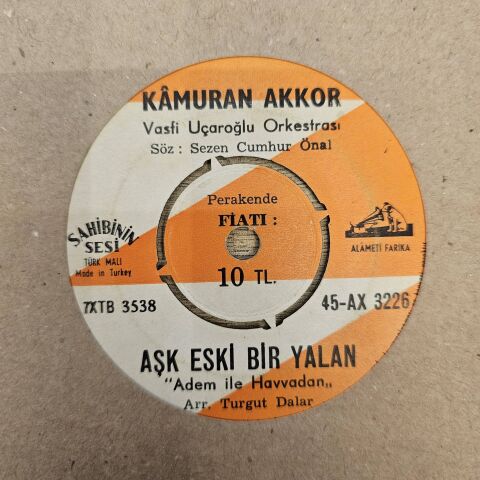 KÂMURAN AKKOR
Vasfi Uçaroğlu Orkestrası
Söz : Sezen Cumhur Önal
Perakende
FİATI :
10 TL.
SAHİBİNİN
SESİ
TÜRK MALI
Made in Turkey
ALAMETİ FARİKA
7XTB 3538
45-AX 3226
AŞK ESKİ BİR YALAN
"Adem ile Havvadan„
Arr. Turgut Dalar